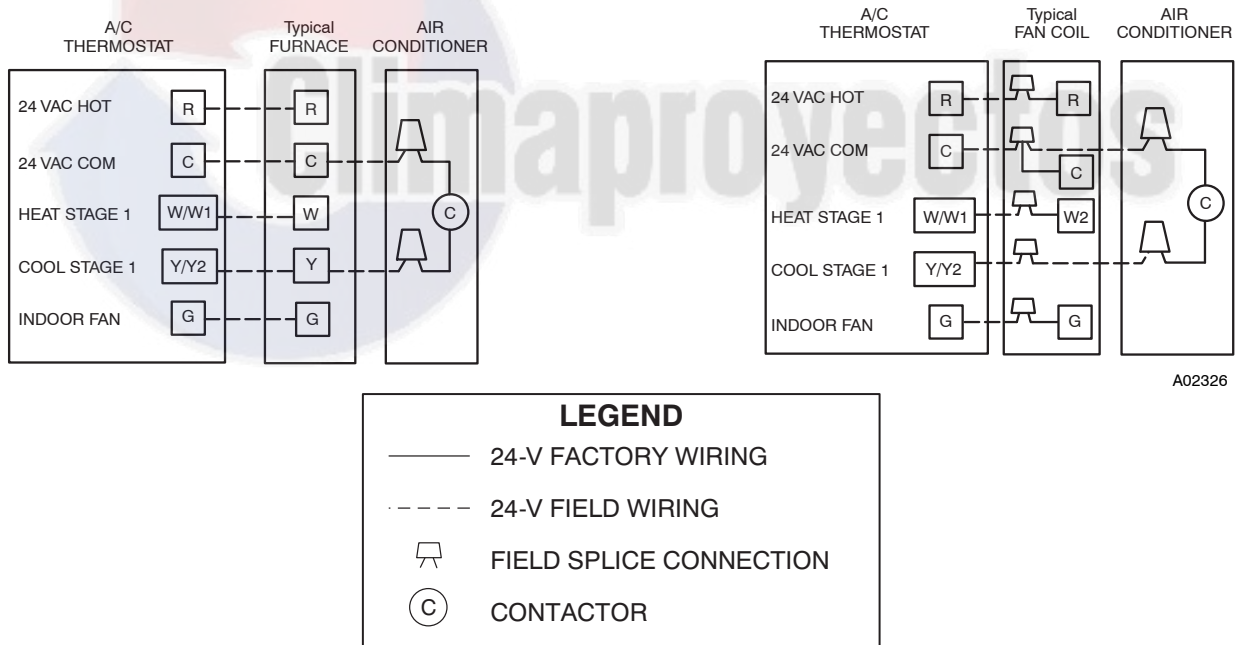 A/C
THERMOSTAT
Typical
FURNACE
AIR
CONDITIONER
24 VAC HOT R R
24 VAC COM C C
HEAT STAGE 1 W/W1 W C
COOL STAGE 1 Y/Y2 Y
INDOOR FAN G G
A/C
THERMOSTAT
Typical
FAN COIL
AIR
CONDITIONER
24 VAC HOT R R
24 VAC COM C C
HEAT STAGE 1 W/W1 W2 C
COOL STAGE 1 Y/Y2
INDOOR FAN G G
A02326
Climaproyectos
LEGEND
24-V FACTORY WIRING
24-V FIELD WIRING
FIELD SPLICE CONNECTION
C CONTACTOR